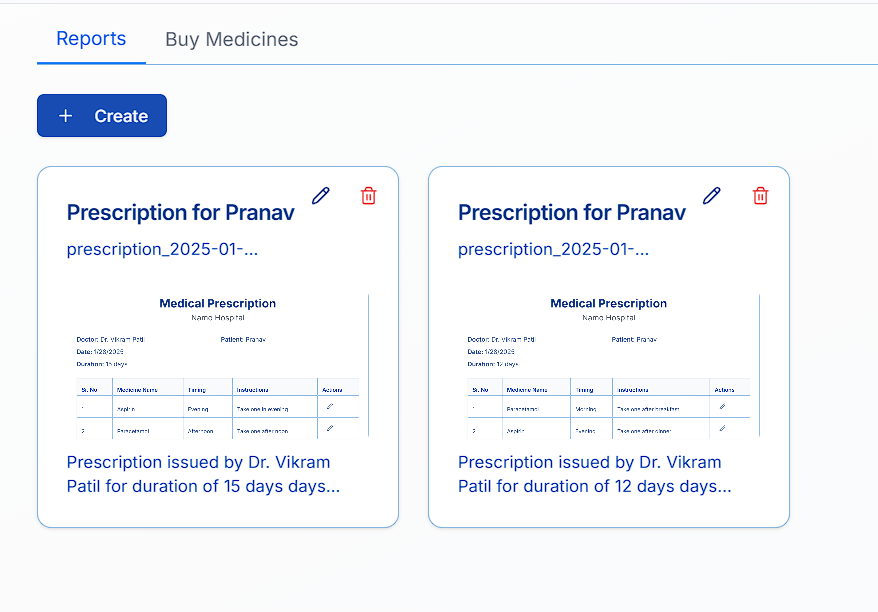 Reports Buy Medicines
+ Create
Prescription for Pranav
prescription_2025-01-...
Medical Prescription
Namo Hospital
Doctor: Dr. Vikram Patil Patient: Pranav
Date: 1/28/2025
Duration: 15 days
Sr. No Medicine Name Timing Instructions Actions
1 Aspirin Evening Take one in evening
2 Paracetamol Afternoon Take one after noon
Prescription issued by Dr. Vikram
Patil for duration of 15 days days...
Prescription for Pranav
prescription_2025-01-...
Medical Prescription
Namo Hospital
Doctor: Dr. Vikram Patil Patient: Pranav
Date: 1/28/2025
Duration: 12 days
Sr. No Medicine Name Timing Instructions Actions
1 Paracetamol Morning Take one after breakfast
2 Aspirin Evening Take one after dinner
Prescription issued by Dr. Vikram
Patil for duration of 12 days days...